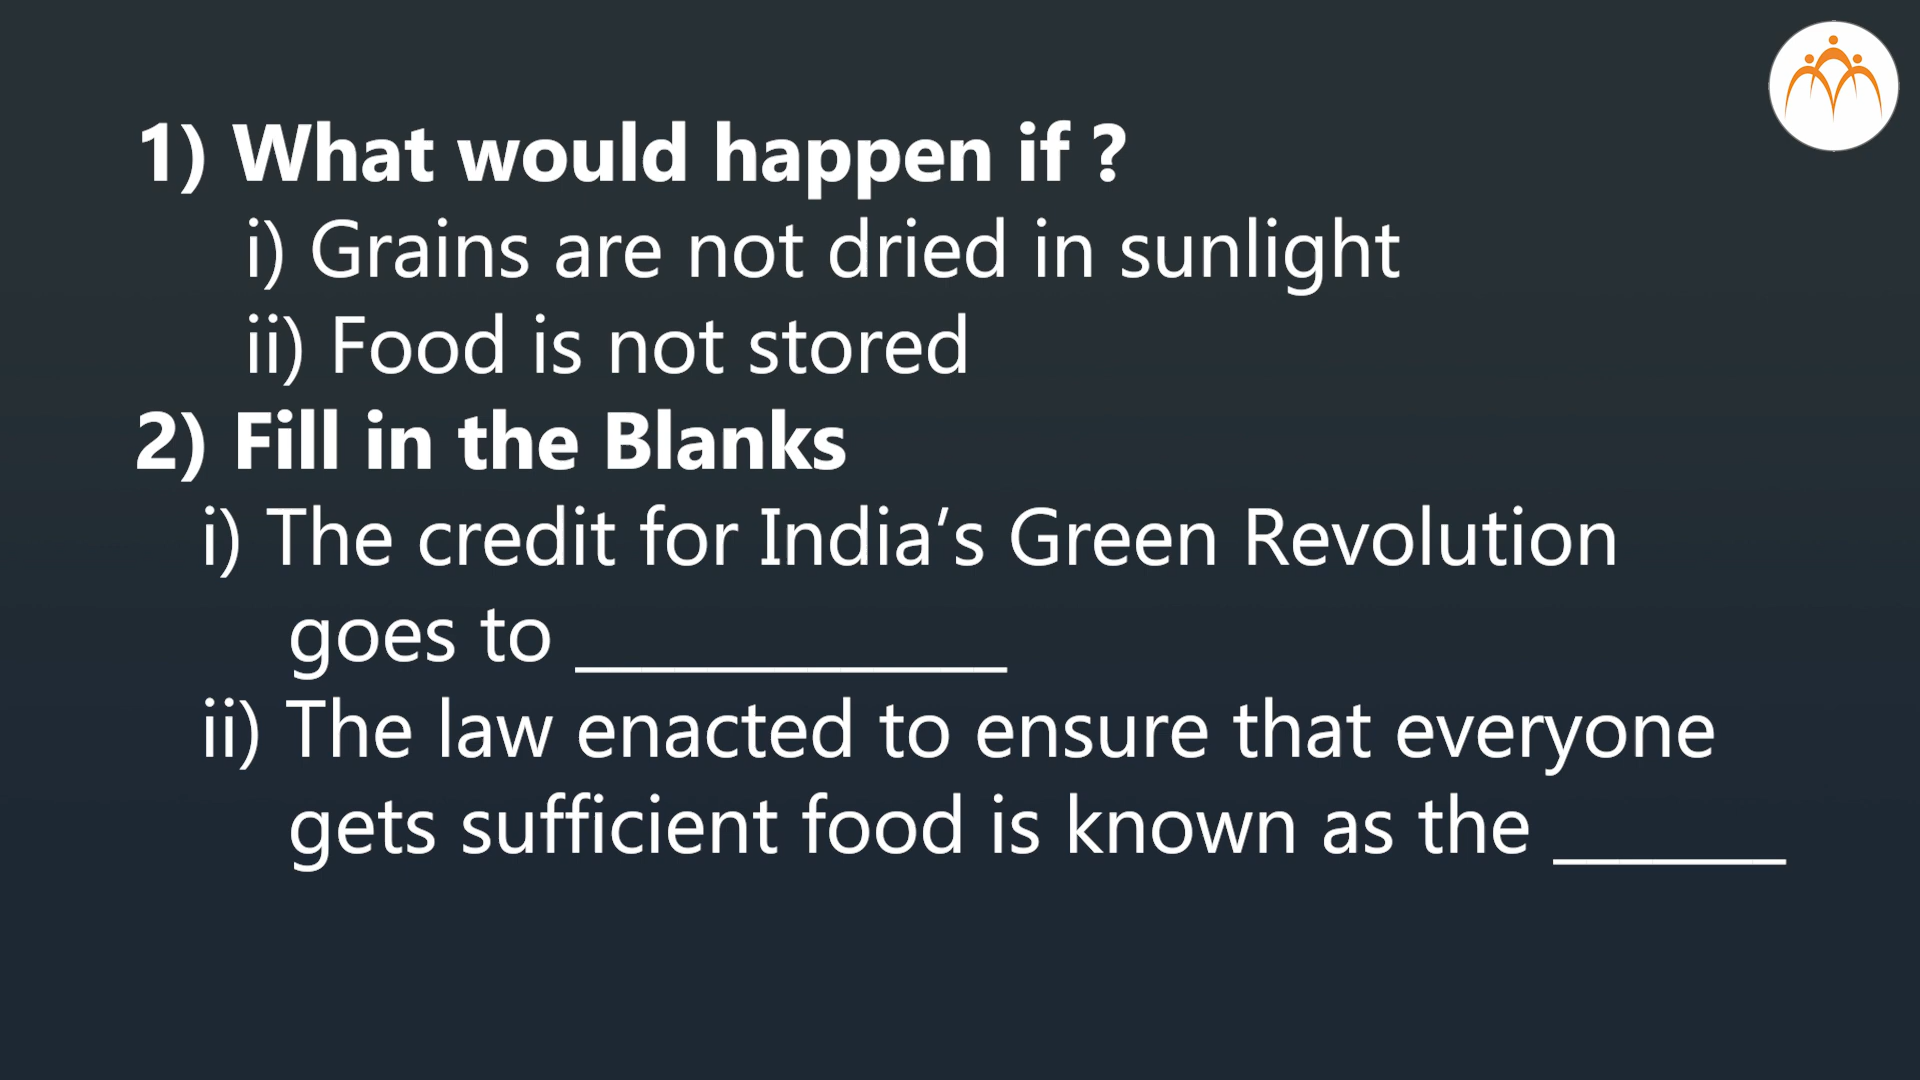 1) What would happen if ?
i) Grains are not dried in sunlight
ii) Food is not stored
2) Fill in the Blanks
i) The credit for India’s Green Revolution
goes to _____________
ii) The law enacted to ensure that everyone
gets sufficient food is known as the _______